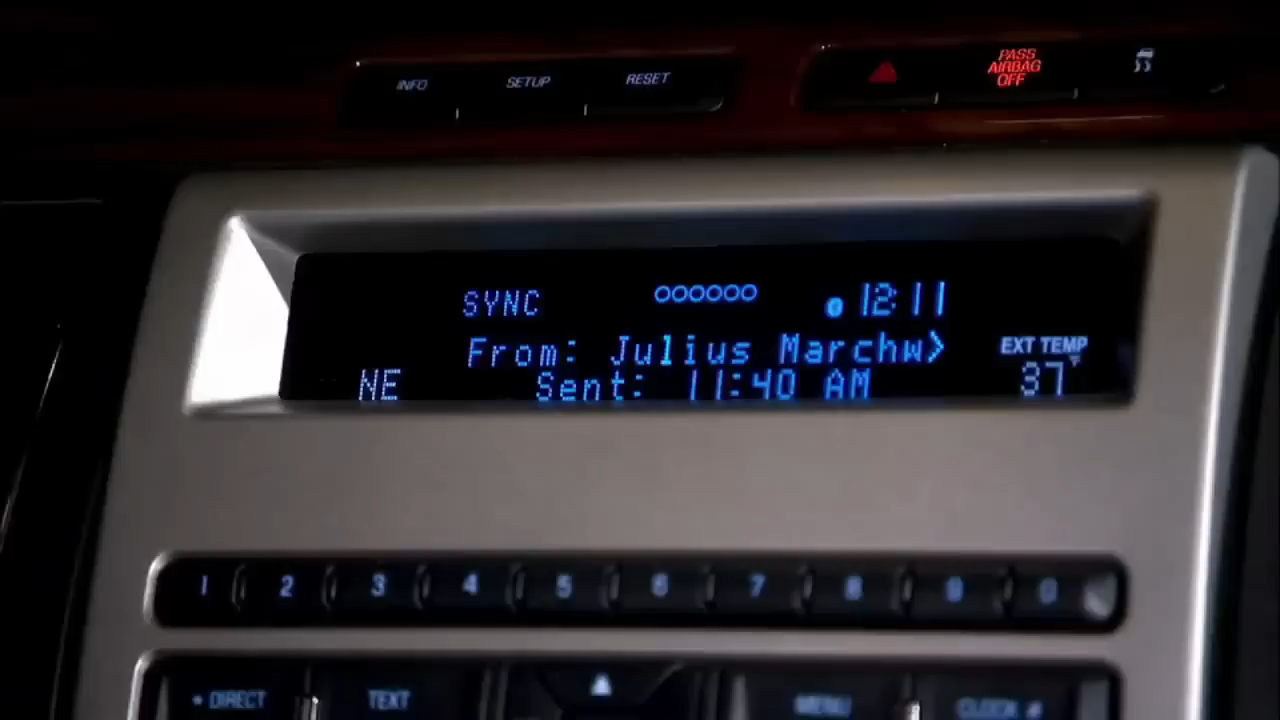 INFO SETUP RESET PASS AIRBAG OFF
SYNC 12:11
From: Julius Marchw>
Sent: 11:40 AM
NE
EXT TEMP
37
1 2 3 4 5 6 7 8 9 0
* DIRECT TEXT MENU CLOCK #